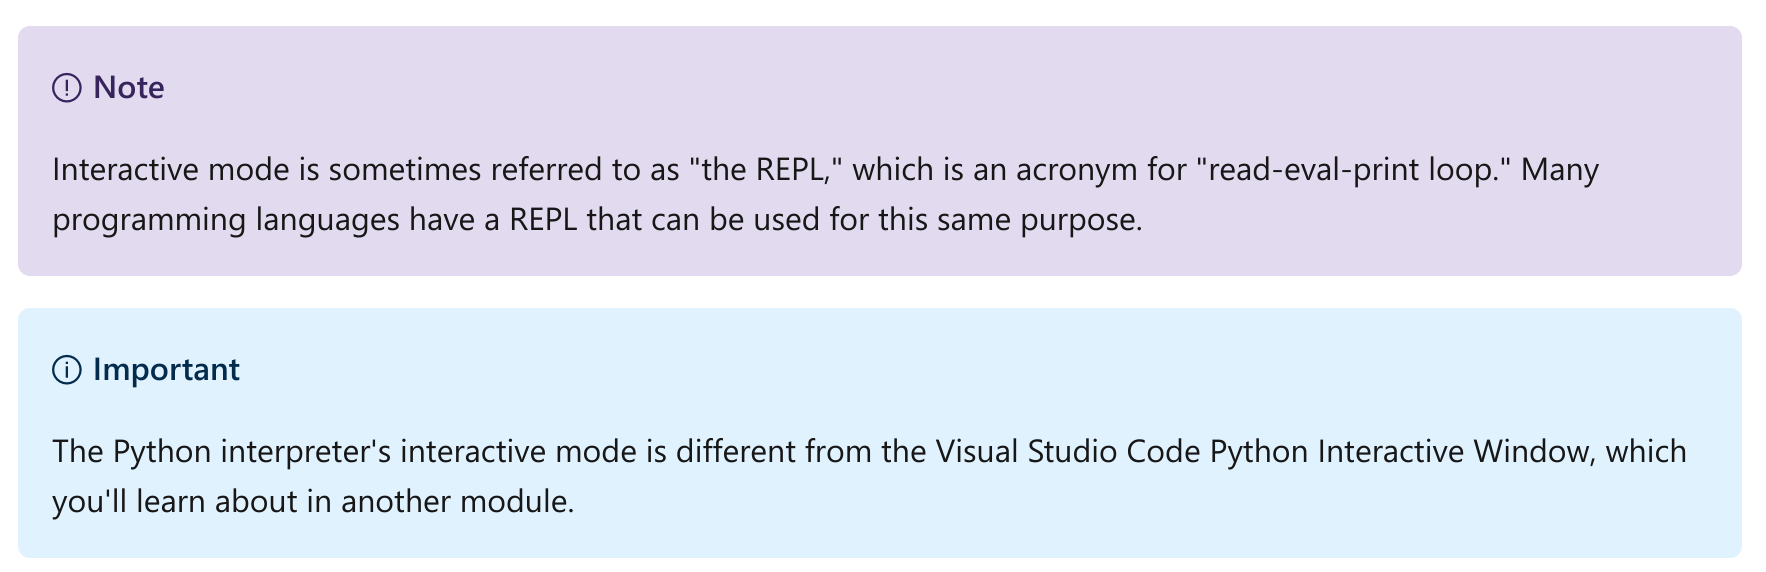 Note
Interactive mode is sometimes referred to as "the REPL," which is an acronym for "read-eval-print loop." Many
programming languages have a REPL that can be used for this same purpose.
Important
The Python interpreter's interactive mode is different from the Visual Studio Code Python Interactive Window, which
you'll learn about in another module.